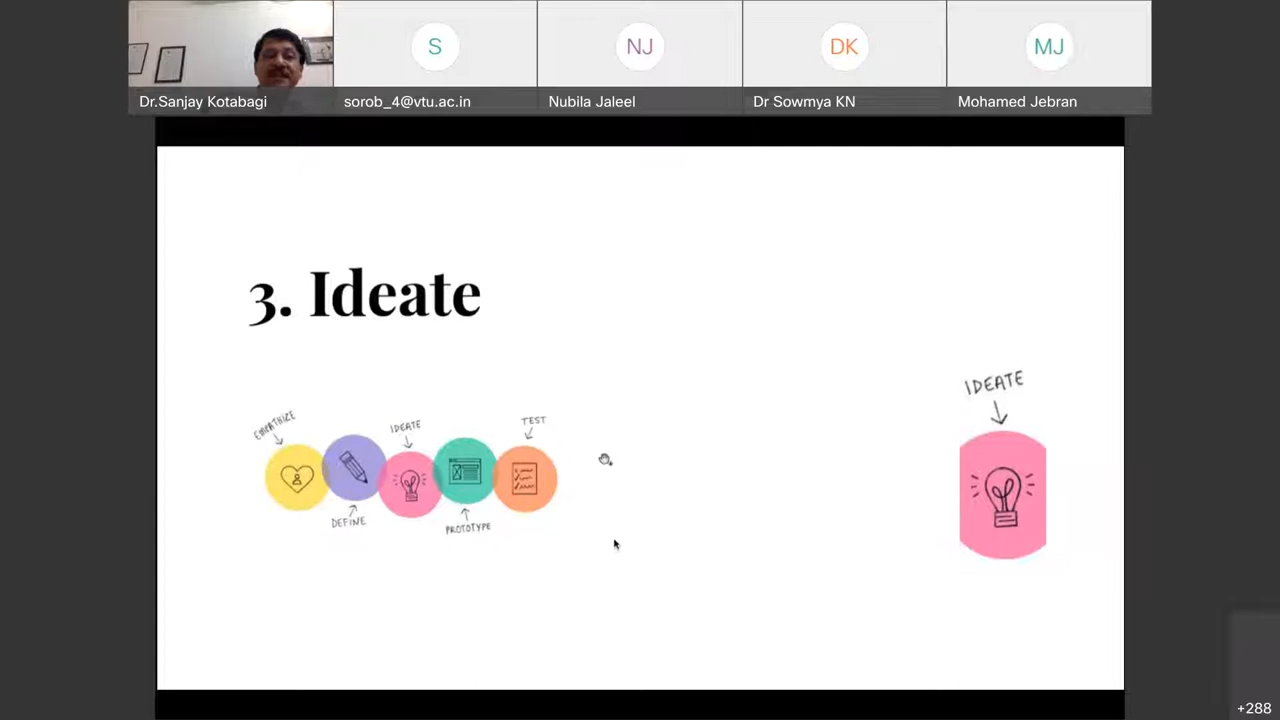 S
NJ
DK
MJ
Dr.Sanjay Kotabagi
sorob_4@vtu.ac.in
Nubila Jaleel
Dr Sowmya KN
Mohamed Jebran
3. Ideate
EMPATHIZE
IDEATE
TEST
DEFINE
PROTOTYPE
IDEATE
+288